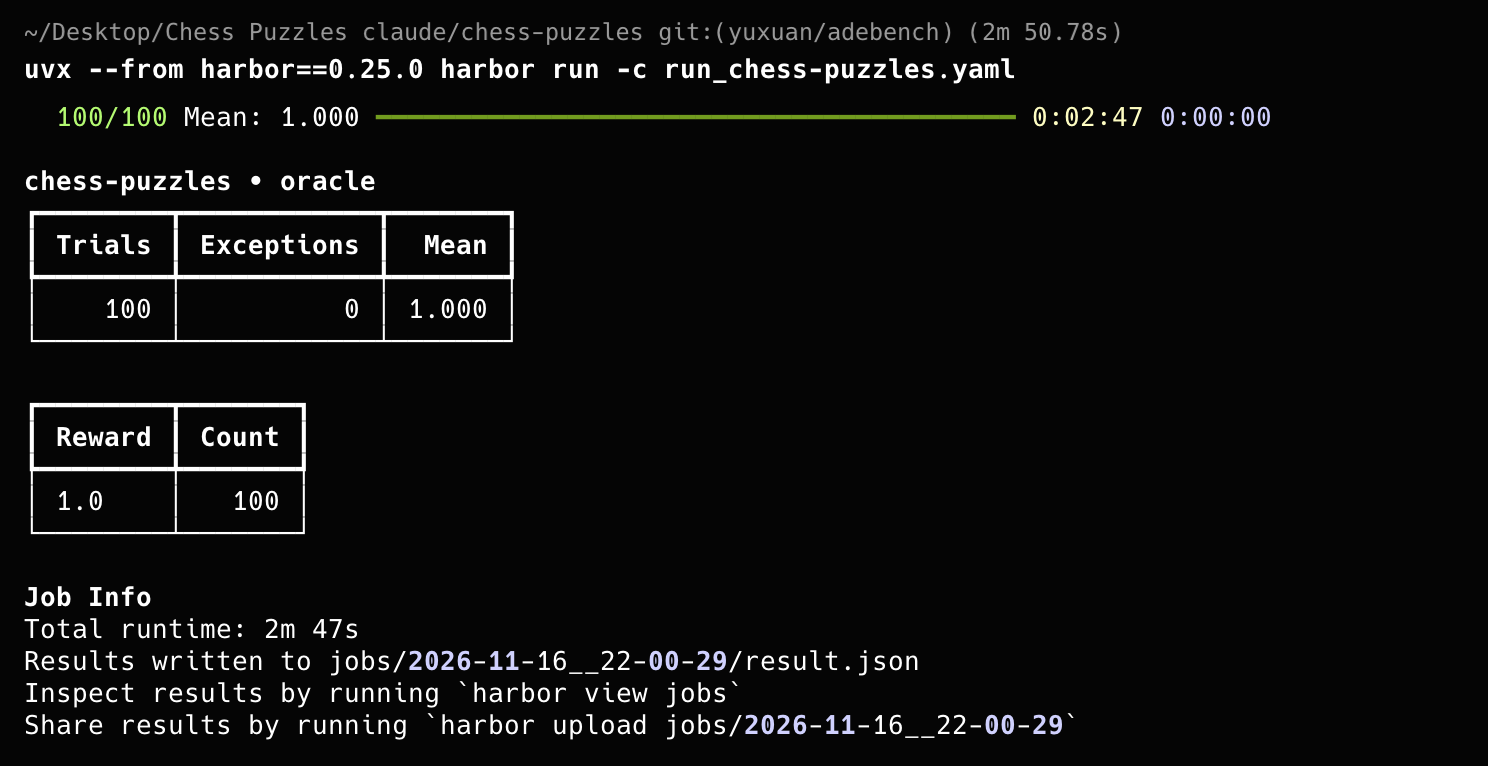 ~/Desktop/Chess Puzzles claude/chess-puzzles git:(yuxuan/adebench) (2m 50.78s)
uvx --from harbor==0.25.0 harbor run -c run_chess-puzzles.yaml
100/100 Mean: 1.000 0:02:47 0:00:00
chess-puzzles • oracle
Trials Exceptions Mean
100 0 1.000
Reward Count
1.0 100
Job Info
Total runtime: 2m 47s
Results written to jobs/2026-11-16__22-00-29/result.json
Inspect results by running `harbor view jobs`
Share results by running `harbor upload jobs/2026-11-16__22-00-29`